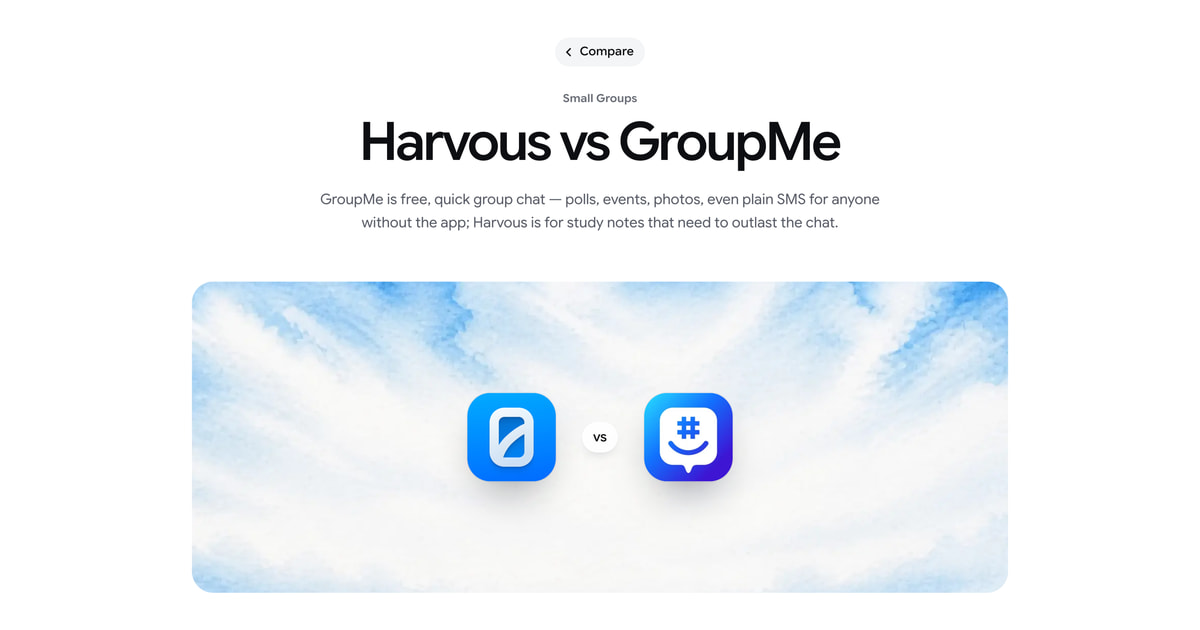 Compare
Small Groups
Harvous vs GroupMe
GroupMe is free, quick group chat — polls, events, photos, even plain SMS for anyone
without the app; Harvous is for study notes that need to outlast the chat.
VS
#